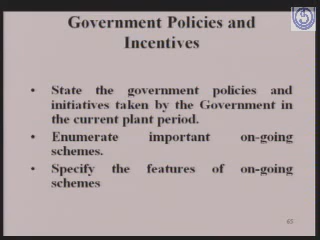 Government Policies and
Incentives
• State the government policies and
initiatives taken by the Government in
the current plant period.
• Enumerate important on-going
schemes.
• Specify the features of on-going
schemes
65